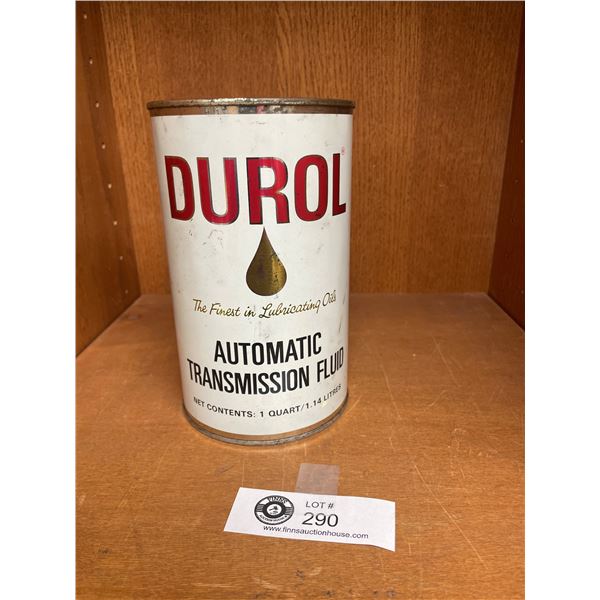 DUROL®
The Finest in Lubricating Oils
AUTOMATIC
TRANSMISSION FLUID
NET CONTENTS: 1 QUART/1.14 LITRES
FINNS
LOT #
290
www.finnsauctionhouse.com